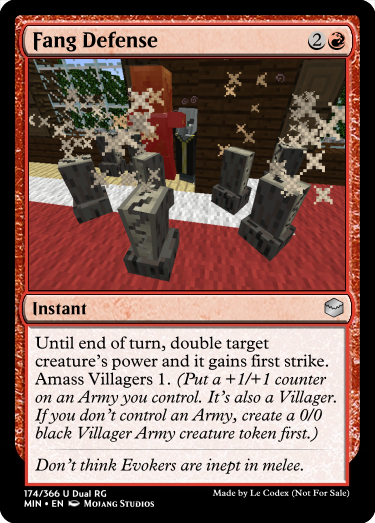 Fang Defense 2
Instant
Until end of turn, double target
creature's power and it gains first strike.
Amass Villagers 1. (Put a +1/+1 counter
on an Army you control. It's also a Villager.
If you don't control an Army, create a 0/0
black Villager Army creature token first.)
Don't think Evokers are inept in melee.
174/366 U Dual RG
Made by Le Codex (Not For Sale)
MIN • EN Mojang Studios